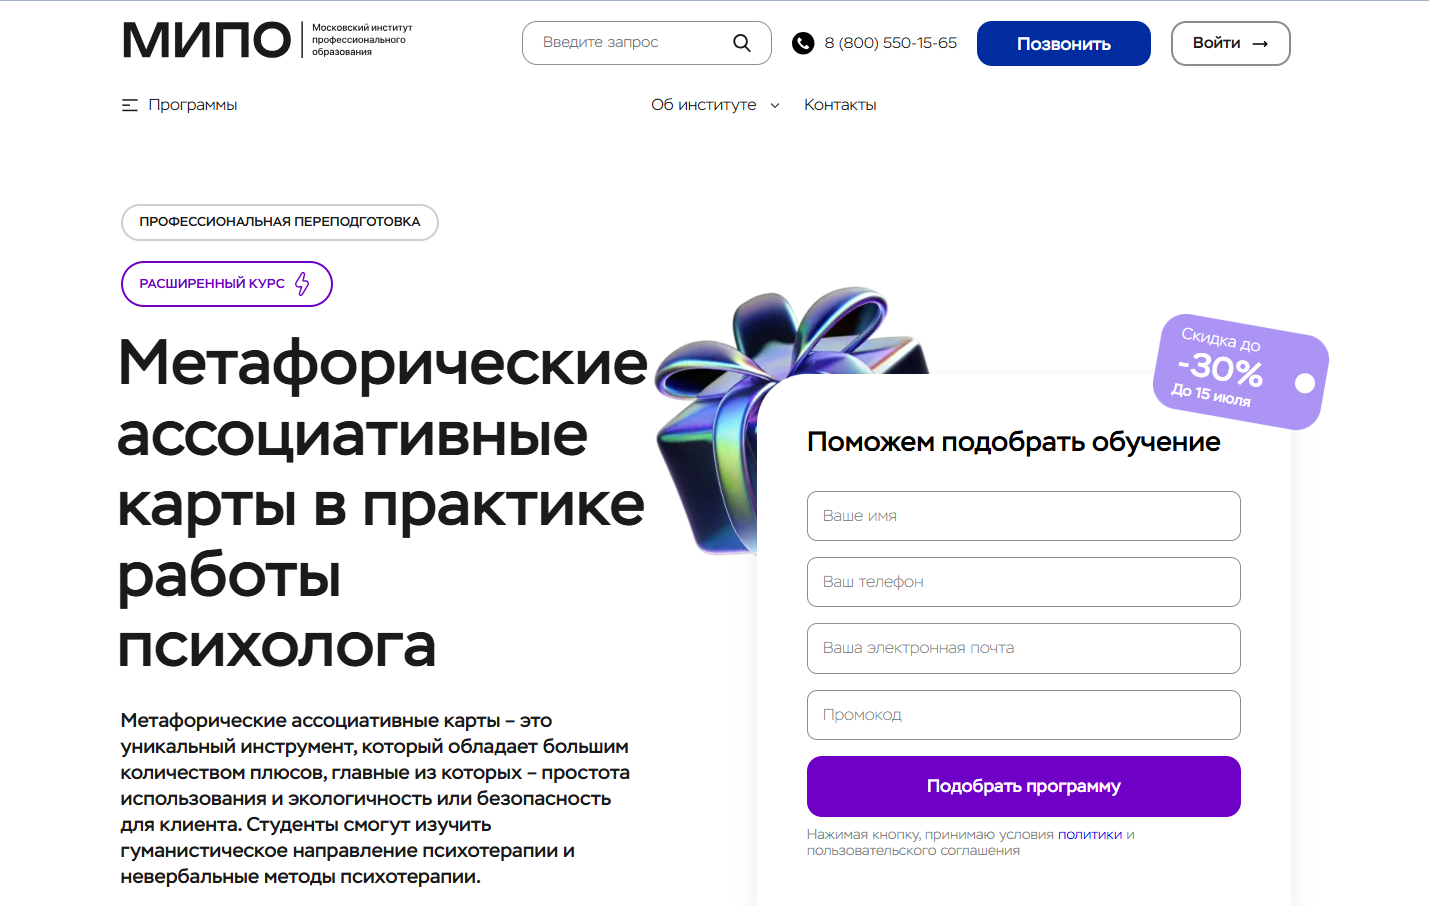 МИПО
Московский институт
профессионального
образования
Введите запрос
8 (800) 550-15-65
Позвонить
Войти →
Программы
Об институте
Контакты
ПРОФЕССИОНАЛЬНАЯ ПЕРЕПОДГОТОВКА
РАСШИРЕННЫЙ КУРС
Метафорические
ассоциативные
карты в практике
работы
психолога
Метафорические ассоциативные карты – это
уникальный инструмент, который обладает большим
количеством плюсов, главные из которых – простота
использования и экологичность или безопасность
для клиента. Студенты смогут изучить
гуманистическое направление психотерапии и
невербальные методы психотерапии.
Скидка до
-30%
До 15 июля
Поможем подобрать обучение
Ваше имя
Ваш телефон
Ваша электронная почта
Промокод
Подобрать программу
Нажимая кнопку, принимаю условия политики и
пользовательского соглашения